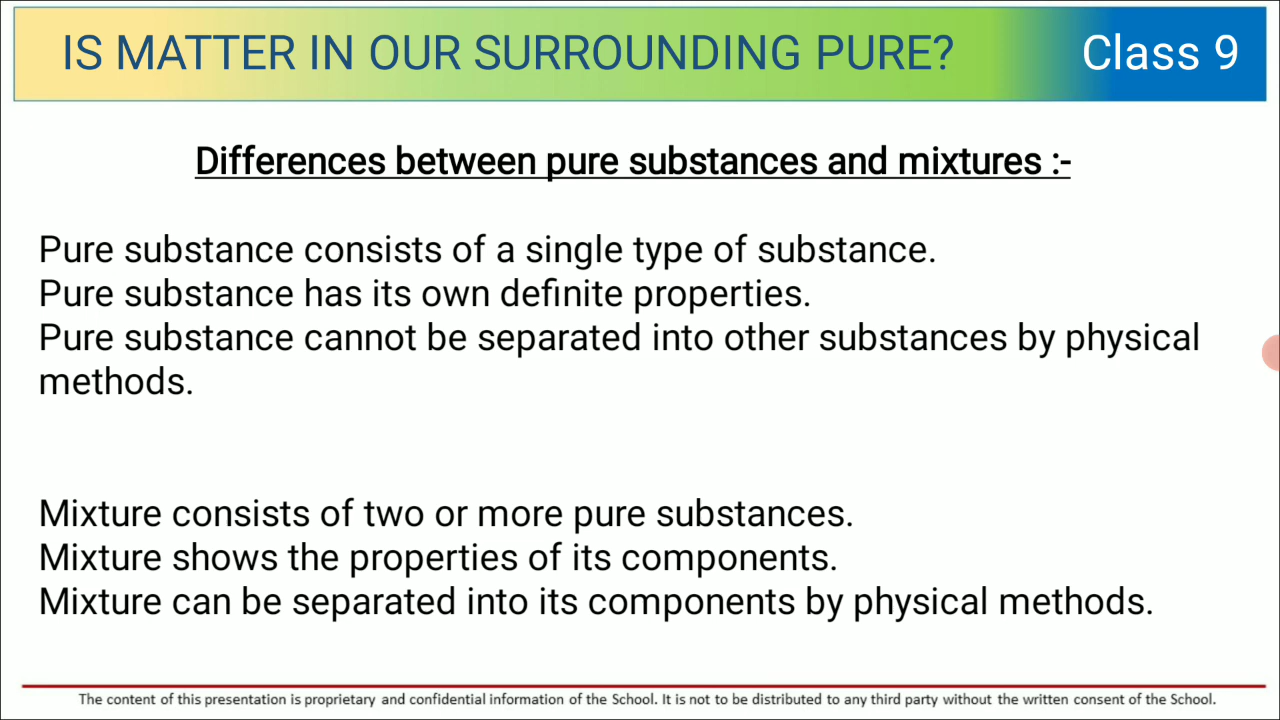 IS MATTER IN OUR SURROUNDING PURE? Class 9
Differences between pure substances and mixtures :-
Pure substance consists of a single type of substance.
Pure substance has its own definite properties.
Pure substance cannot be separated into other substances by physical
methods.
Mixture consists of two or more pure substances.
Mixture shows the properties of its components.
Mixture can be separated into its components by physical methods.
The content of this presentation is proprietary and confidential information of the School. It is not to be distributed to any third party without the written consent of the School.